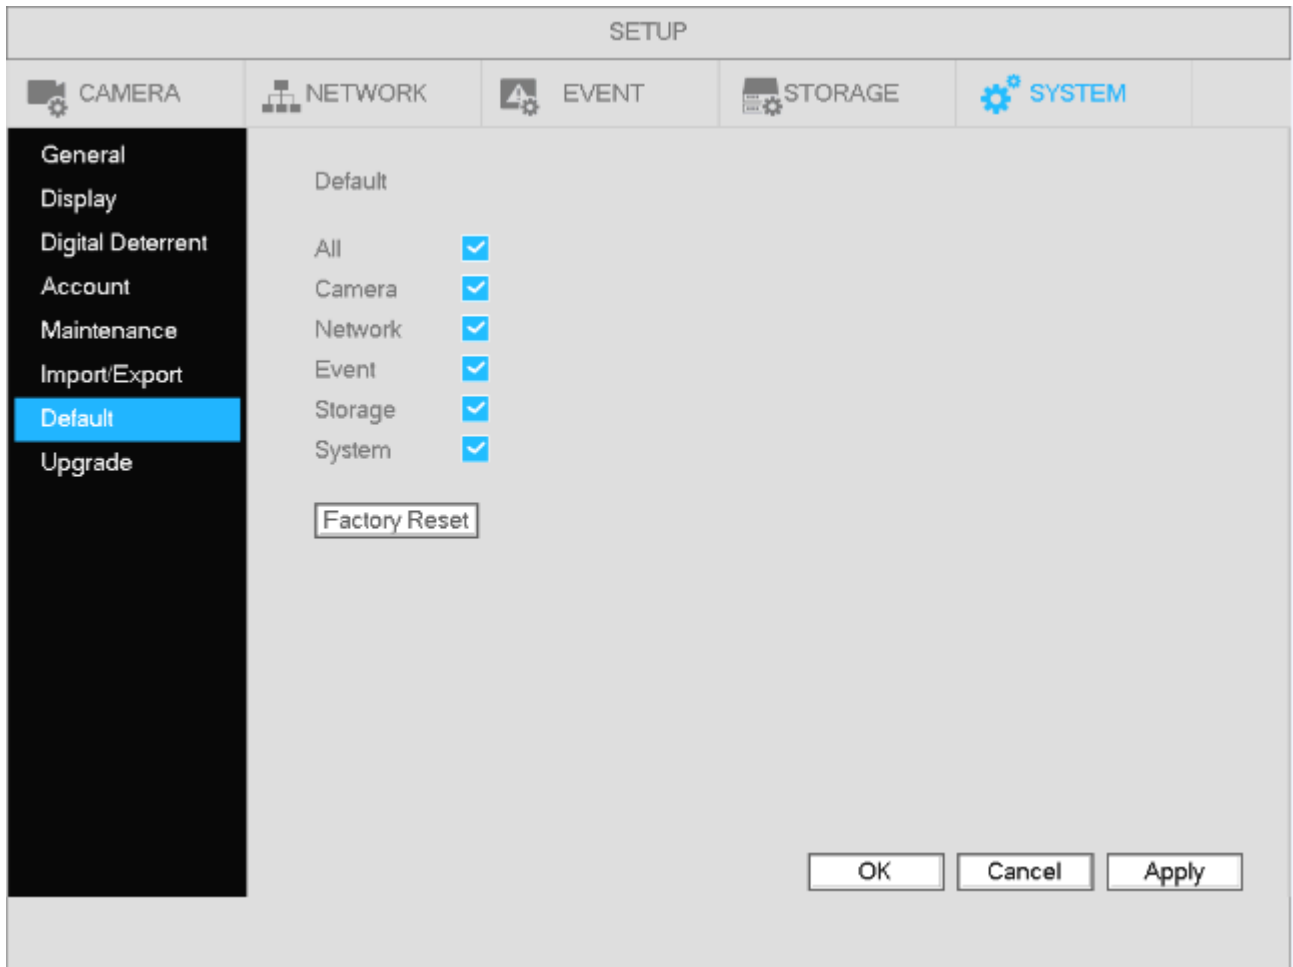 SETUP
CAMERA NETWORK EVENT STORAGE SYSTEM
General
Display
Digital Deterrent
Account
Maintenance
Import/Export
Default
Upgrade
Default
All
Camera
Network
Event
Storage
System
Factory Reset
OK Cancel Apply